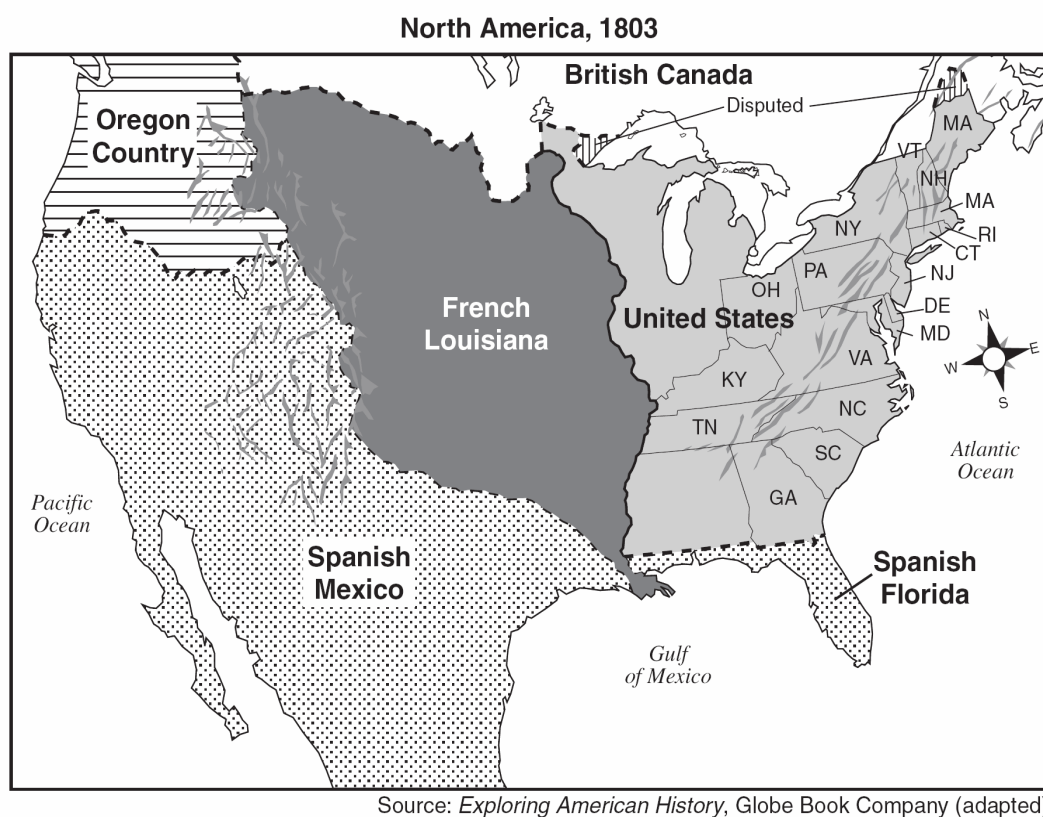 North America, 1803
British Canada
Disputed
Oregon
Country
MA
VT
NH
MA
NY
RI
CT
PA
NJ
OH
DE
French
Louisiana
United States
MD
N
E
W
S
VA
KY
NC
TN
SC
Atlantic
Ocean
GA
Pacific
Ocean
Spanish
Mexico
Spanish
Florida
Gulf
of Mexico
Source: Exploring American History, Globe Book Company (adapted)